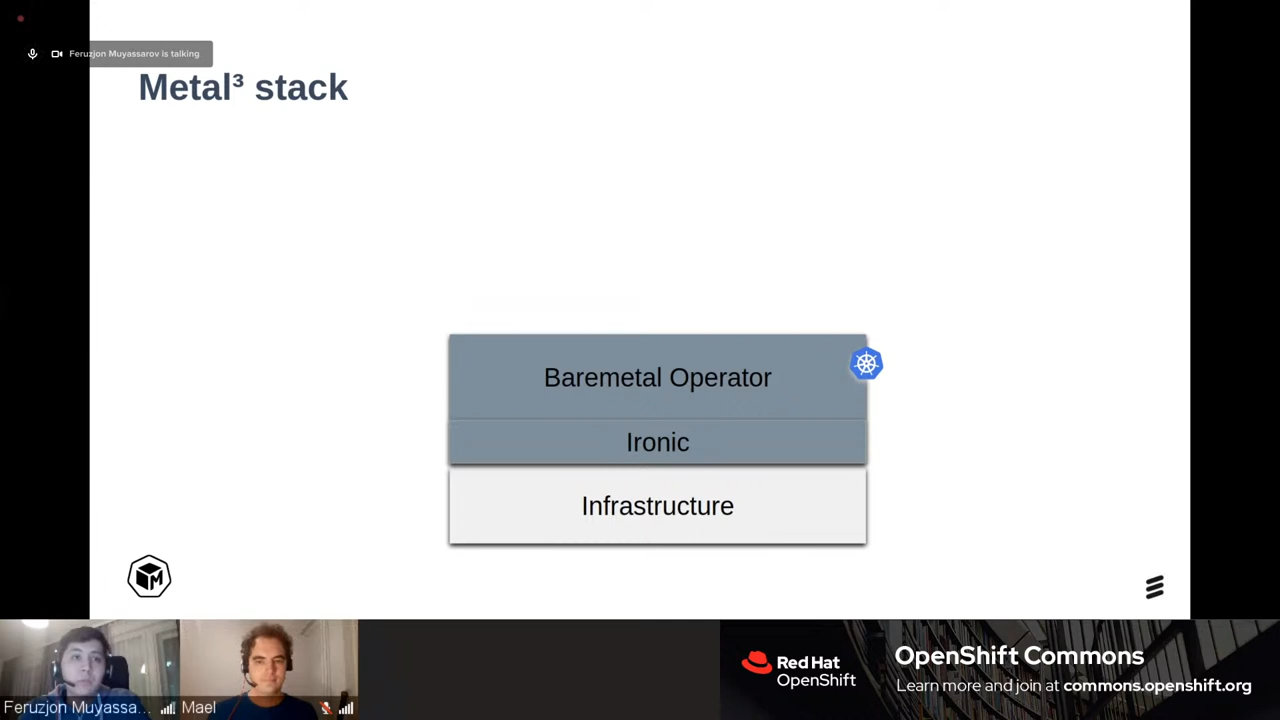 Feruzjon Muyassarov is talking
Metal³ stack
Baremetal Operator
Ironic
Infrastructure
M
Feruzjon Muyassa...
Mael
Red Hat
OpenShift
OpenShift Commons
Learn more and join at commons.openshift.org